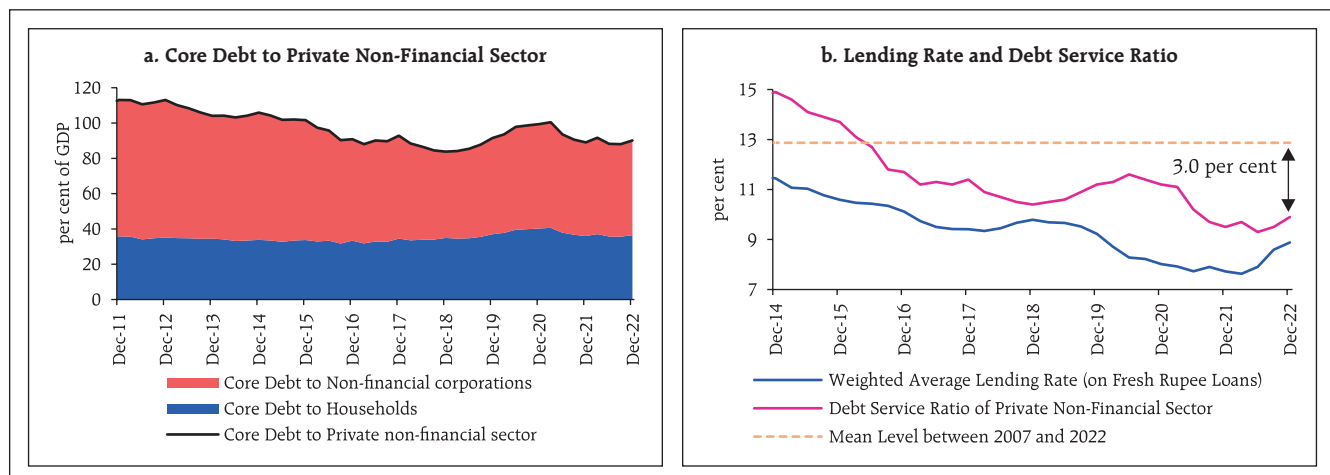 a. Core Debt to Private Non-Financial Sector
per cent of GDP
120
100
80
60
40
20
0
Dec-11
Dec-12
Dec-13
Dec-14
Dec-15
Dec-16
Dec-17
Dec-18
Dec-19
Dec-20
Dec-21
Dec-22
Core Debt to Non-financial corporations
Core Debt to Households
Core Debt to Private non-financial sector
b. Lending Rate and Debt Service Ratio
per cent
15
13
11
9
7
3.0 per cent
Dec-14
Dec-15
Dec-16
Dec-17
Dec-18
Dec-19
Dec-20
Dec-21
Dec-22
Weighted Average Lending Rate (on Fresh Rupee Loans)
Debt Service Ratio of Private Non-Financial Sector
Mean Level between 2007 and 2022